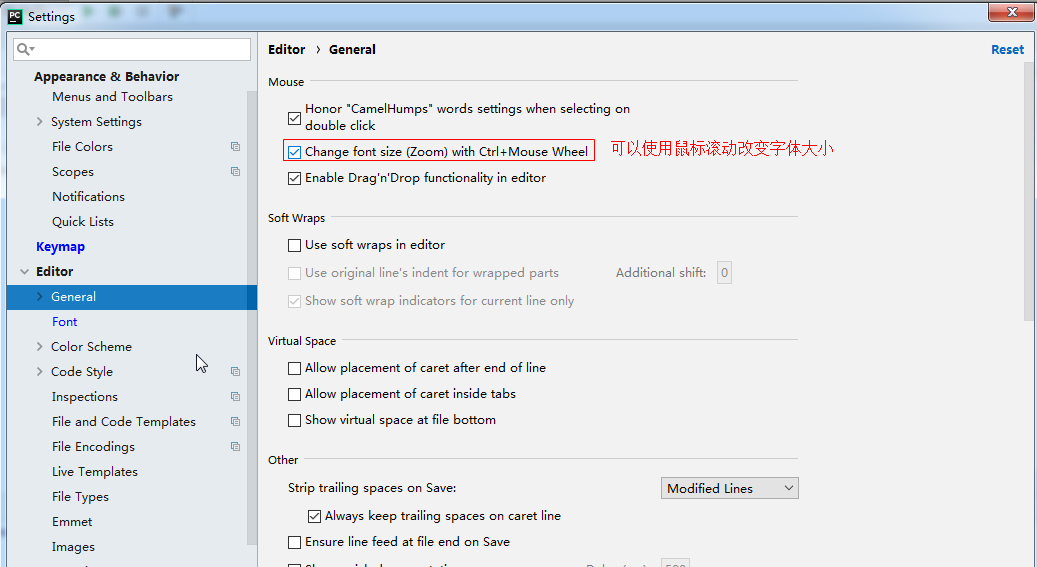 PC Settings
Appearance & Behavior
Menus and Toolbars
System Settings
File Colors
Scopes
Notifications
Quick Lists
Keymap
Editor
General
Font
Color Scheme
Code Style
Inspections
File and Code Templates
File Encodings
Live Templates
File Types
Emmet
Images
Editor › General
Reset
Mouse
Honor "CamelHumps" words settings when selecting on
double click
Change font size (Zoom) with Ctrl+Mouse Wheel 可以使用鼠标滚动改变字体大小
Enable Drag'n'Drop functionality in editor
Soft Wraps
Use soft wraps in editor
Use original line's indent for wrapped parts Additional shift: 0
Show soft wrap indicators for current line only
Virtual Space
Allow placement of caret after end of line
Allow placement of caret inside tabs
Show virtual space at file bottom
Other
Strip trailing spaces on Save: Modified Lines
Always keep trailing spaces on caret line
Ensure line feed at file end on Save